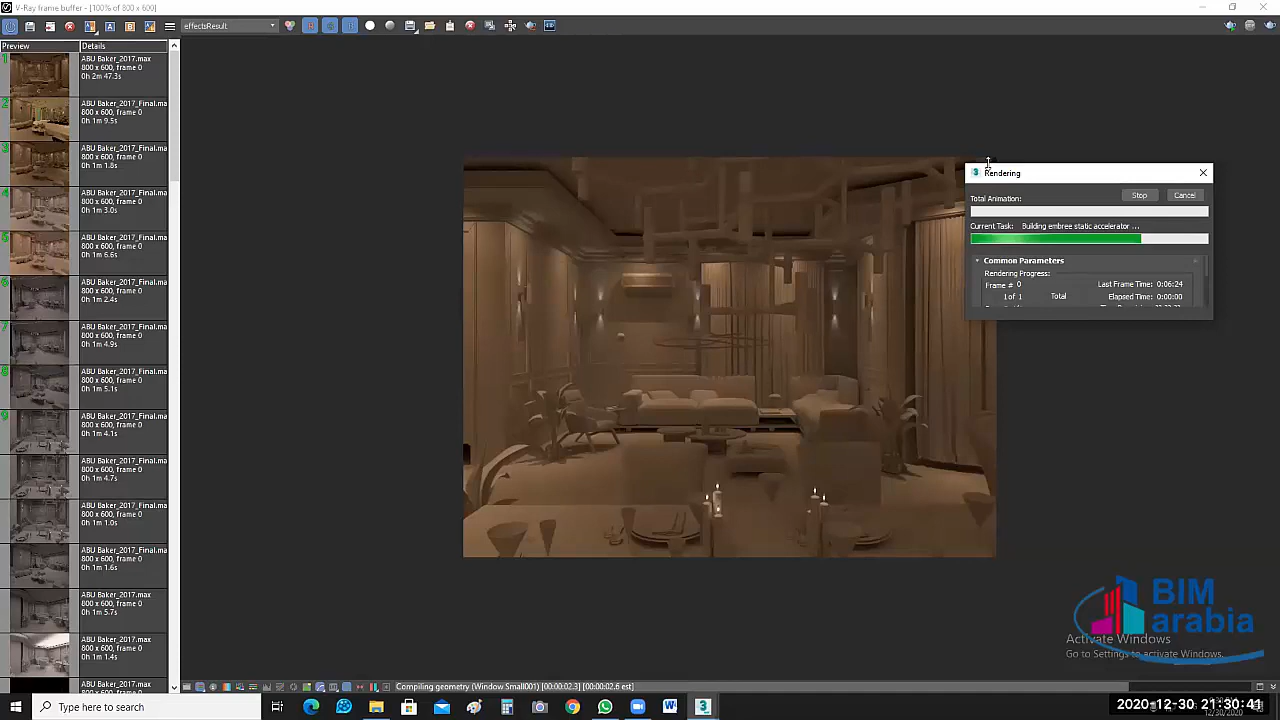 V-Ray frame buffer - [100% of 800 x 600]
effectsResult
Preview Details
1 ABU Baker_2017.max
800 x 600, frame 0
0h 2m 47.3s
2 ABU Baker_2017_Final.ma
800 x 600, frame 0
0h 1m 9.5s
3 ABU Baker_2017_Final.ma
800 x 600, frame 0
0h 1m 1.8s
4 ABU Baker_2017_Final.ma
800 x 600, frame 0
0h 1m 3.0s
5 ABU Baker_2017_Final.ma
800 x 600, frame 0
0h 1m 6.6s
6 ABU Baker_2017_Final.ma
800 x 600, frame 0
0h 1m 2.4s
7 ABU Baker_2017_Final.ma
800 x 600, frame 0
0h 1m 4.9s
8 ABU Baker_2017_Final.ma
800 x 600, frame 0
0h 1m 5.1s
9 ABU Baker_2017_Final.ma
800 x 600, frame 0
0h 1m 4.1s
ABU Baker_2017_Final.ma
800 x 600, frame 0
0h 1m 4.7s
ABU Baker_2017_Final.ma
800 x 600, frame 0
0h 1m 1.0s
ABU Baker_2017_Final.ma
800 x 600, frame 0
0h 1m 1.6s
ABU Baker_2017.max
800 x 600, frame 0
0h 1m 5.7s
ABU Baker_2017.max
800 x 600, frame 0
0h 1m 1.4s
ABU Baker_2017.max
3 Rendering
Total Animation:
Stop Cancel
Current Task: Building embree static accelerator ...
Common Parameters
Rendering Progress:
Frame # 0 Last Frame Time: 0:06:24
1 of 1 Total Elapsed Time: 0:00:00
BIM
arabia
Activate Windows
Go to Settings to activate Windows.
Compiling geometry (Window Small001) [00:00:02.3] [00:00:02.6 est]
Type here to search
2020-12-30 21:30:41